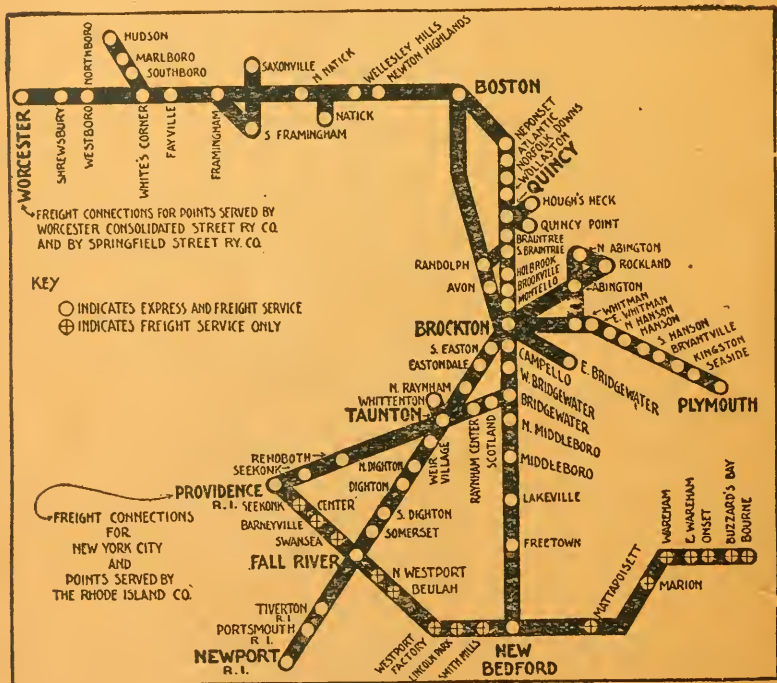 HUDSON
MARLBORO
SOUTHBORO
NORTHBORO
SAXONVILLE
N NATICK
WELLESLEY HILLS
NEWTON HIGHLANDS
BOSTON
WORCESTER
SHREWSBURY
WESTBORO
WHITE'S CORNER
FAYVILLE
FRAMINGHAM
S FRAMINGHAM
NATICK
NEPONSET
ATLANTIC
NORFOLK DOWNS
WOLLASTON
QUINCY
HOUGH'S HECK
QUINCY POINT
FREIGHT CONNECTIONS FOR POINTS SERVED BY
WORCESTER CONSOLIDATED STREET RY. CO.
AND BY SPRINGFIELD STREET RY. CO.
BRAINTREE
S. BRAINTREE
RANDOLPH
HOLBROOK
AVON
BROOKVILLE
MONTELLO
N ABINGTON
ROCKLAND
ABINGTON
KEY
INDICATES EXPRESS AND FREIGHT SERVICE
INDICATES FREIGHT SERVICE ONLY
BROCKTON
WHITMAN
E. WHITMAN
N HANSON
HANSON
S. HANSON
BRYANTVILLE
KINGSTON
SEASIDE
PLYMOUTH
S. EASTON
EASTONDALE
CAMPELLO
W. BRIDGEWATER
E. BRIDGEWATER
BRIDGEWATER
N. RAYNHAM
WHITTENTON
TAUNTON
RAYNHAM CENTER
SCOTLAND
N. MIDDLEBORO
MIDDLEBORO
LAKEVILLE
FREETOWN
REHOBOTH
SEEKONK
WEIR
VILLAGE
N. DIGHTON
DIGHTON
S. DIGHTON
SOMERSET
PROVIDENCE
R. I.
SEEKONK CENTER
BARNEYVILLE
SWANSEA
FALL RIVER
FREIGHT CONNECTIONS
FOR
NEW YORK CITY
AND
POINTS SERVED BY
THE RHODE ISLAND CO.
N WESTPORT
BEULAH
TIVERTON
R I
PORTSMOUTH
R I.
NEWPORT
R. I.
WESTPORT
FACTORY
LINCOLN PARK
SMITH MILLS
NEW
BEDFORD
MATTAPOISETT
MARION
WAREHAM
E. WAREHAM
ONSET
BUZZARD'S BAY
BOURNE